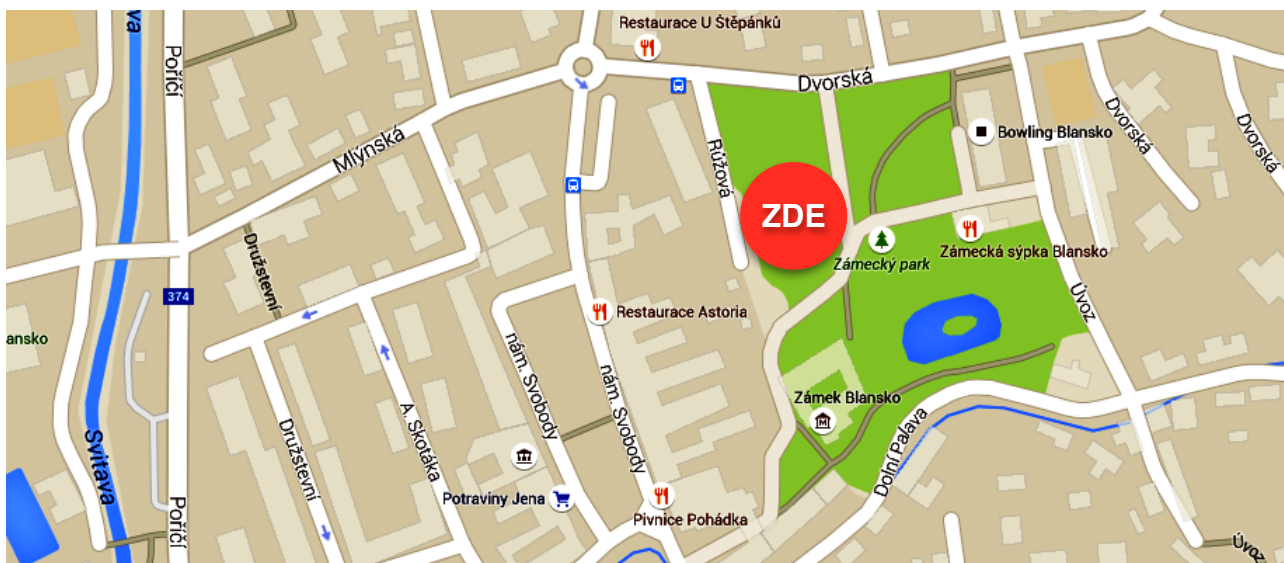 ava
Restaurace U Štěpánků
Poříčí
Dvorská
Mlýnská
Růžová
Bowling Blansko
Dvorská
Dvorská
ZDE
Družstevní
Zámecký park
Zámecká sýpka Blansko
374
Restaurace Astoria
Úvoz
ansko
nám. Svobody
nám. Svobody
Zámek Blansko
A. Skotáka
Družstevní
Dolní Palava
Svitava
Potraviny Jena
Pivnice Pohádka
Poříčí
Úvoz